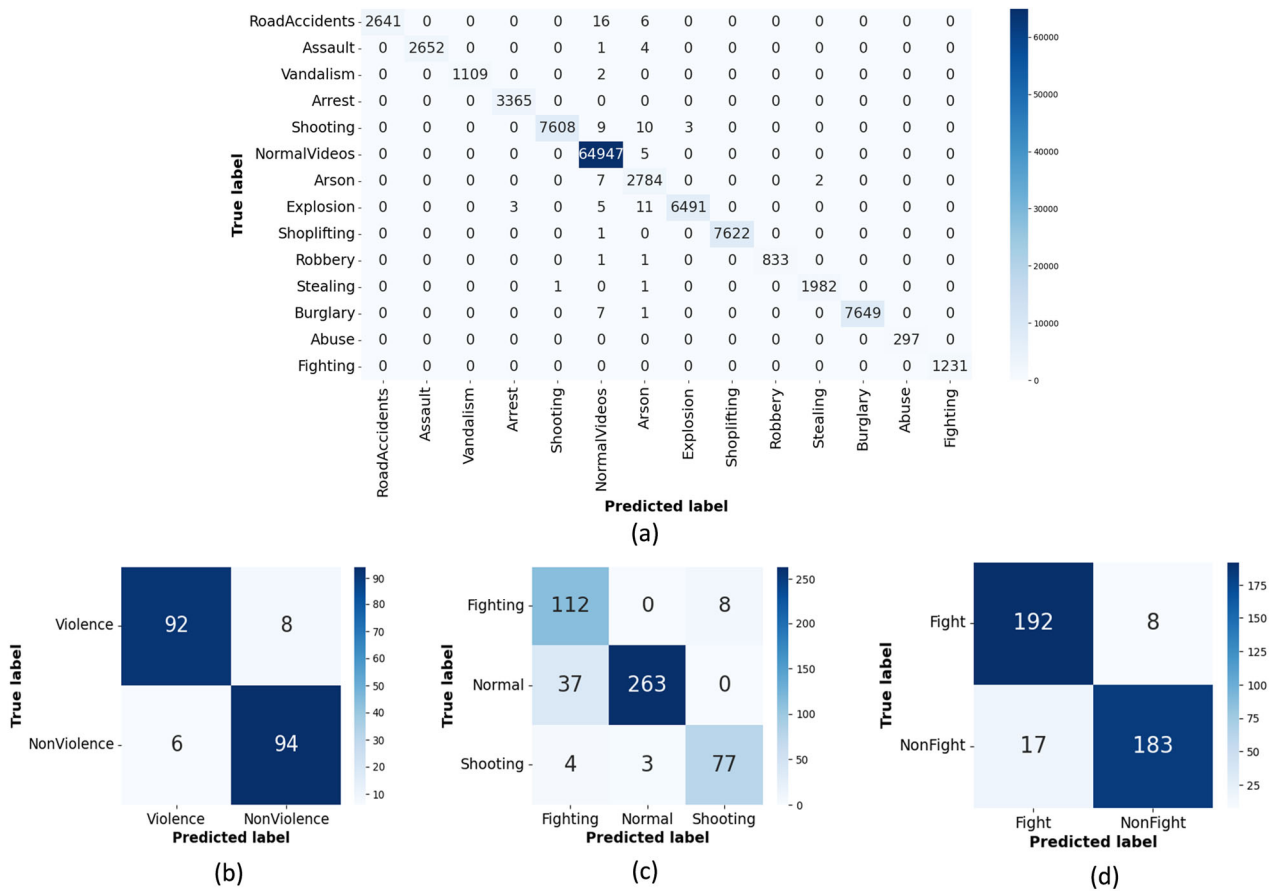 RoadAccidents 2641 0 0 0 0 16 6 0 0 0 0 0 0 0
Assault 0 2652 0 0 0 1 4 0 0 0 0 0 0 0
Vandalism 0 0 1109 0 0 2 0 0 0 0 0 0 0 0
Arrest 0 0 0 3365 0 0 0 0 0 0 0 0 0 0
Shooting 0 0 0 0 7608 9 10 3 0 0 0 0 0 0
NormalVideos 0 0 0 0 0 64947 5 0 0 0 0 0 0 0
Arson 0 0 0 0 0 7 2784 0 0 0 2 0 0 0
Explosion 0 0 0 3 0 5 11 6491 0 0 0 0 0 0
Shoplifting 0 0 0 0 0 1 0 0 7622 0 0 0 0 0
Robbery 0 0 0 0 0 1 1 0 0 833 0 0 0 0
Stealing 0 0 0 0 1 0 1 0 0 0 1982 0 0 0
Burglary 0 0 0 0 0 7 1 0 0 0 0 7649 0 0
Abuse 0 0 0 0 0 0 0 0 0 0 0 0 297 0
Fighting 0 0 0 0 0 0 0 0 0 0 0 0 0 1231
True label
RoadAccidents
Assault
Vandalism
Arrest
Shooting
NormalVideos
Arson
Explosion
Shoplifting
Robbery
Stealing
Burglary
Abuse
Fighting
Predicted label
60000
50000
40000
30000
20000
10000
0
(a)
True label
Violence 92 8
NonViolence 6 94
Violence NonViolence
Predicted label
90
80
70
60
50
40
30
20
10
(b)
True label
Fighting 112 0 8
Normal 37 263 0
Shooting 4 3 77
Fighting Normal Shooting
Predicted label
250
200
150
100
50
0
(c)
True label
Fight 192 8
NonFight 17 183
Fight NonFight
Predicted label
175
150
125
100
75
50
25
(d)